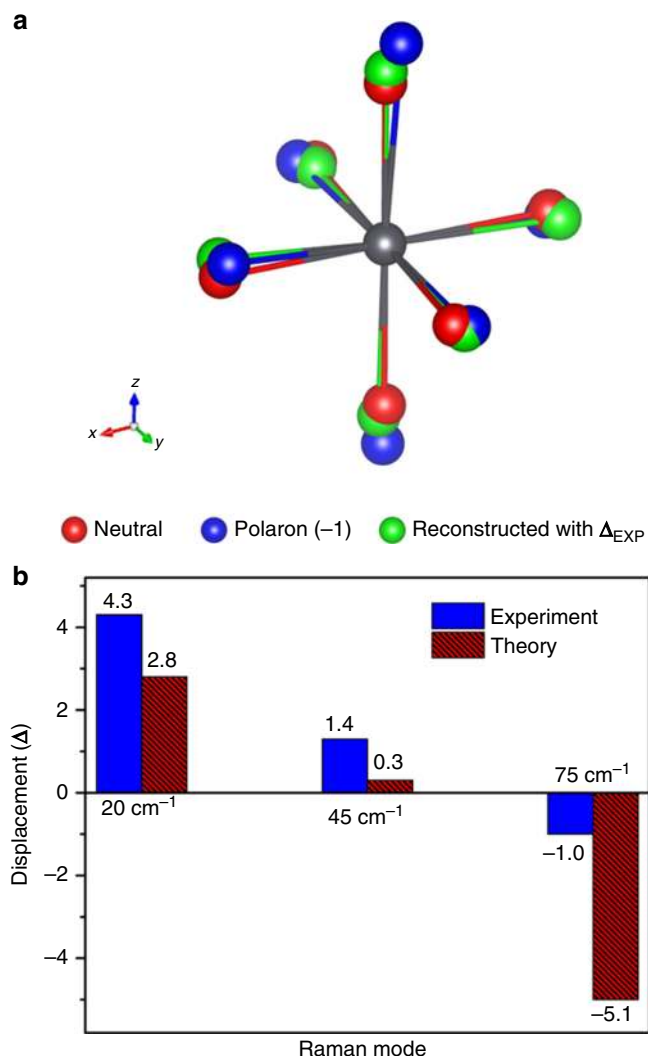 a
z
x
y
Neutral Polaron (–1) Reconstructed with ΔEXP
b
4.3
2.8
1.4
0.3
Experiment
Theory
75 cm⁻¹
20 cm⁻¹
45 cm⁻¹
–1.0
–5.1
4
2
0
–2
–4
Displacement (Δ)
Raman mode